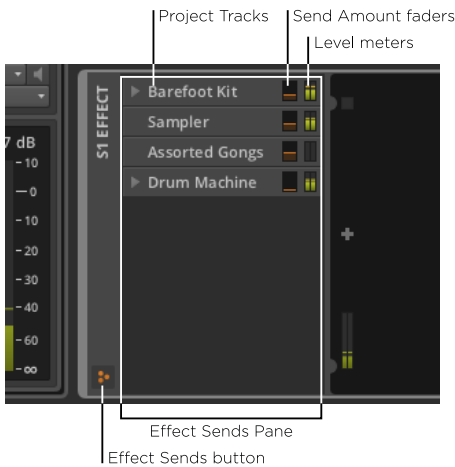 Project Tracks
Send Amount faders
Level meters
Barefoot Kit
Sampler
Assorted Gongs
Drum Machine
S1 EFFECT
7 dB
-10
-0
-10
-20
-30
-40
-60
-∞
Effect Sends Pane
Effect Sends button